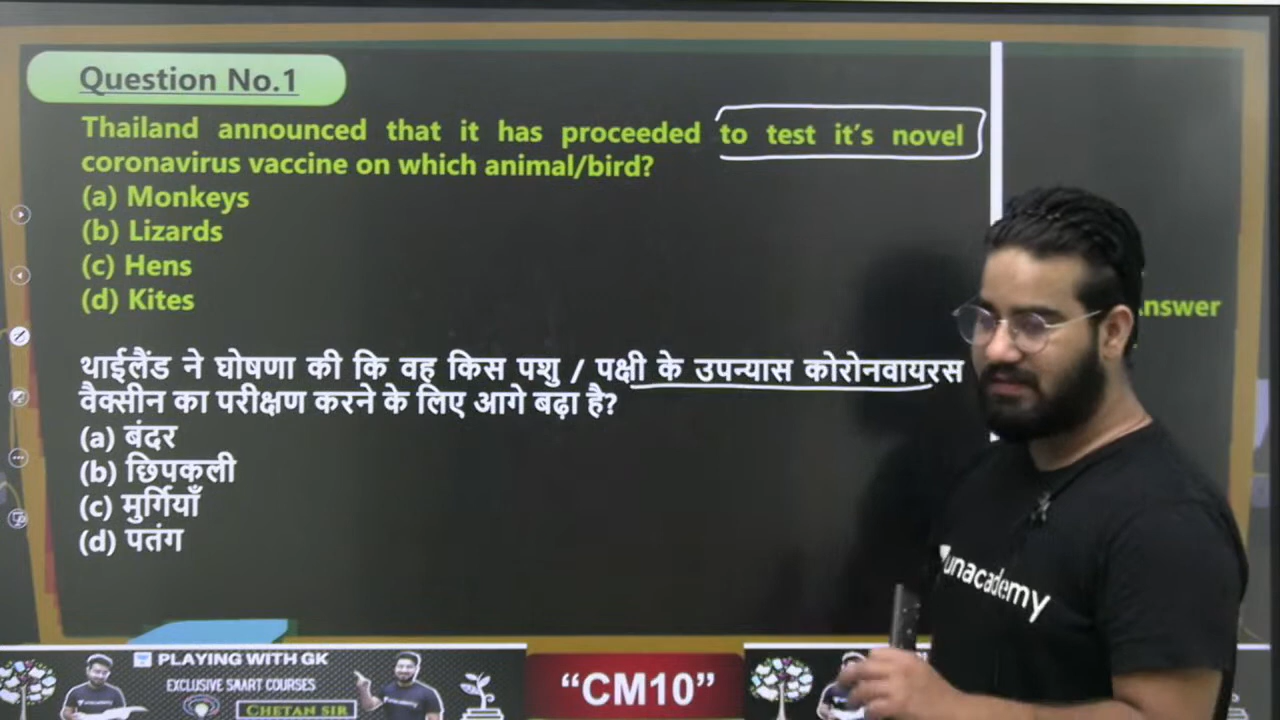 Question No.1
Thailand announced that it has proceeded to test it's novel
coronavirus vaccine on which animal/bird?
(a) Monkeys
(b) Lizards
(c) Hens
(d) Kites
nswer
थाईलैंड ने घोषणा की कि वह किस पशु / पक्षी के उपन्यास कोरोनवायरस
वैक्सीन का परीक्षण करने के लिए आगे बढ़ा है?
(a) बंदर
(b) छिपकली
(c) मुर्गियाँ
(d) पतंग
unacademy
PLAYING WITH GK
EXCLUSIVE SAART COURSES
CHETAN SIR
“CM10”